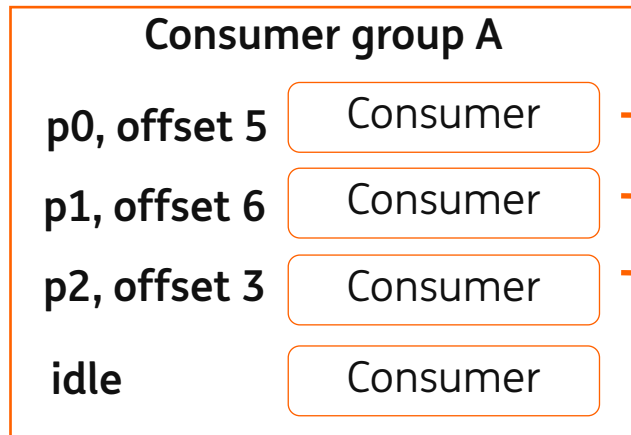 Consumer group A
p0, offset 5 Consumer
p1, offset 6 Consumer
p2, offset 3 Consumer
idle Consumer